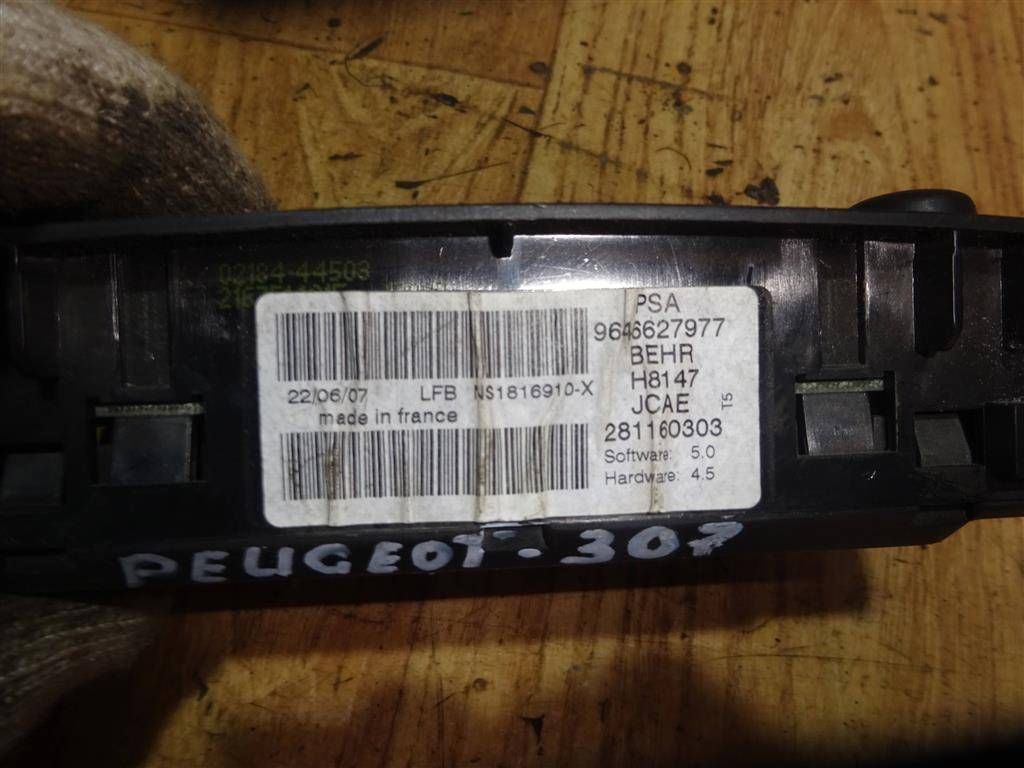 02184-44503
PSA
9646627977
BEHR
H8147
JCAE
T5
281160303
Software: 5.0
Hardware: 4.5
22/06/07 LFB NS1816910-X
made in france
PEUGEOT. 307